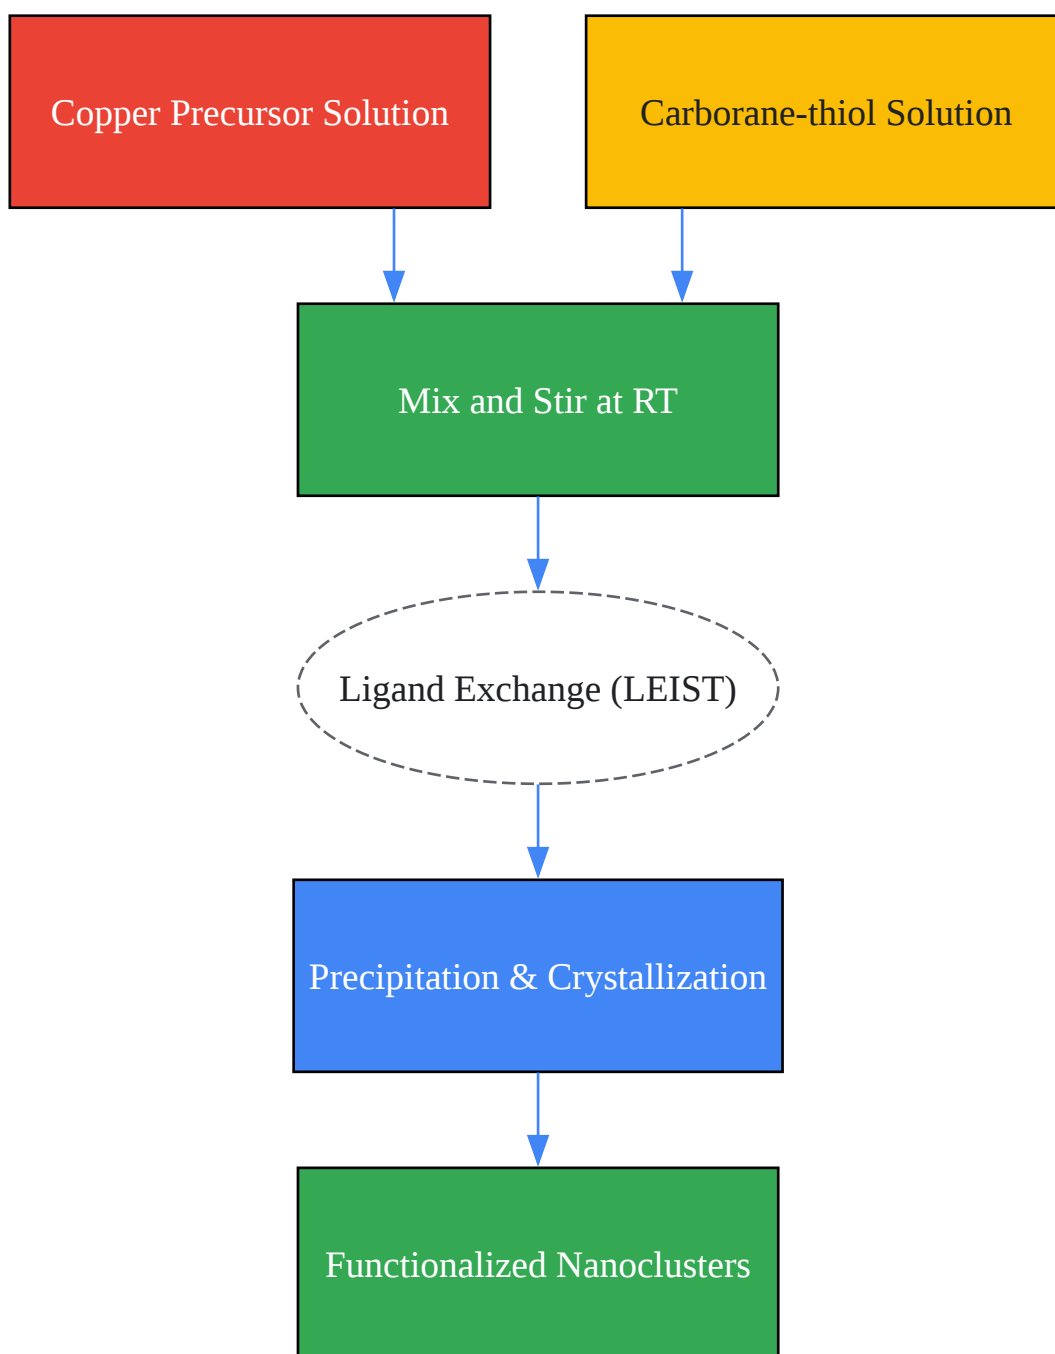 Copper Precursor Solution
Carborane-thiol Solution
Mix and Stir at RT
Ligand Exchange (LEIST)
Precipitation & Crystallization
Functionalized Nanoclusters